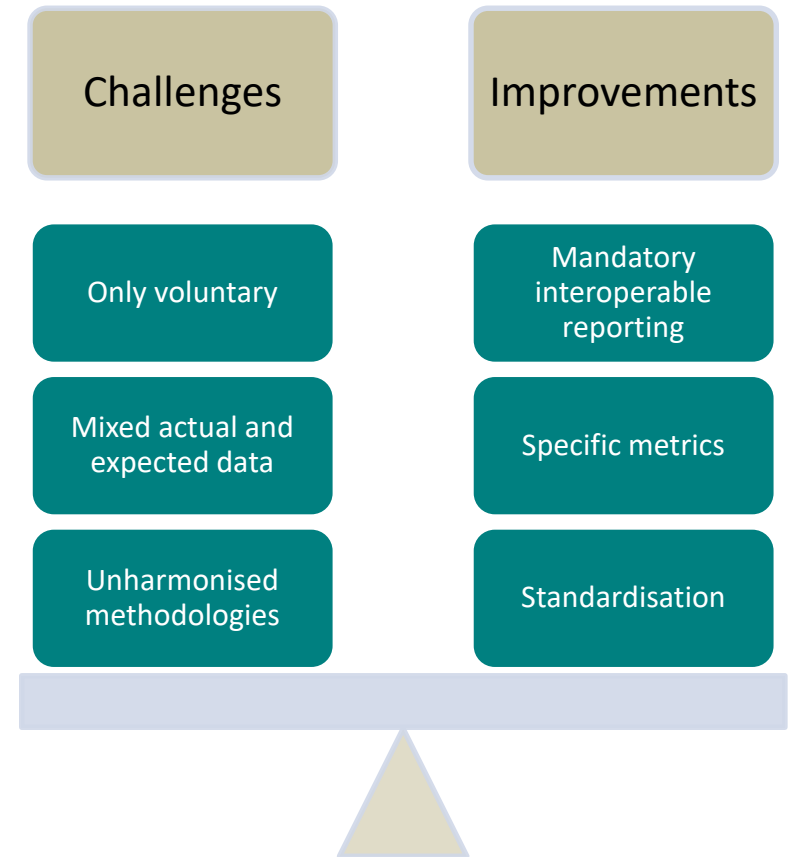 Challenges
Improvements
Only voluntary
Mandatory
interoperable
reporting
Mixed actual and
expected data
Specific metrics
Unharmonised
methodologies
Standardisation